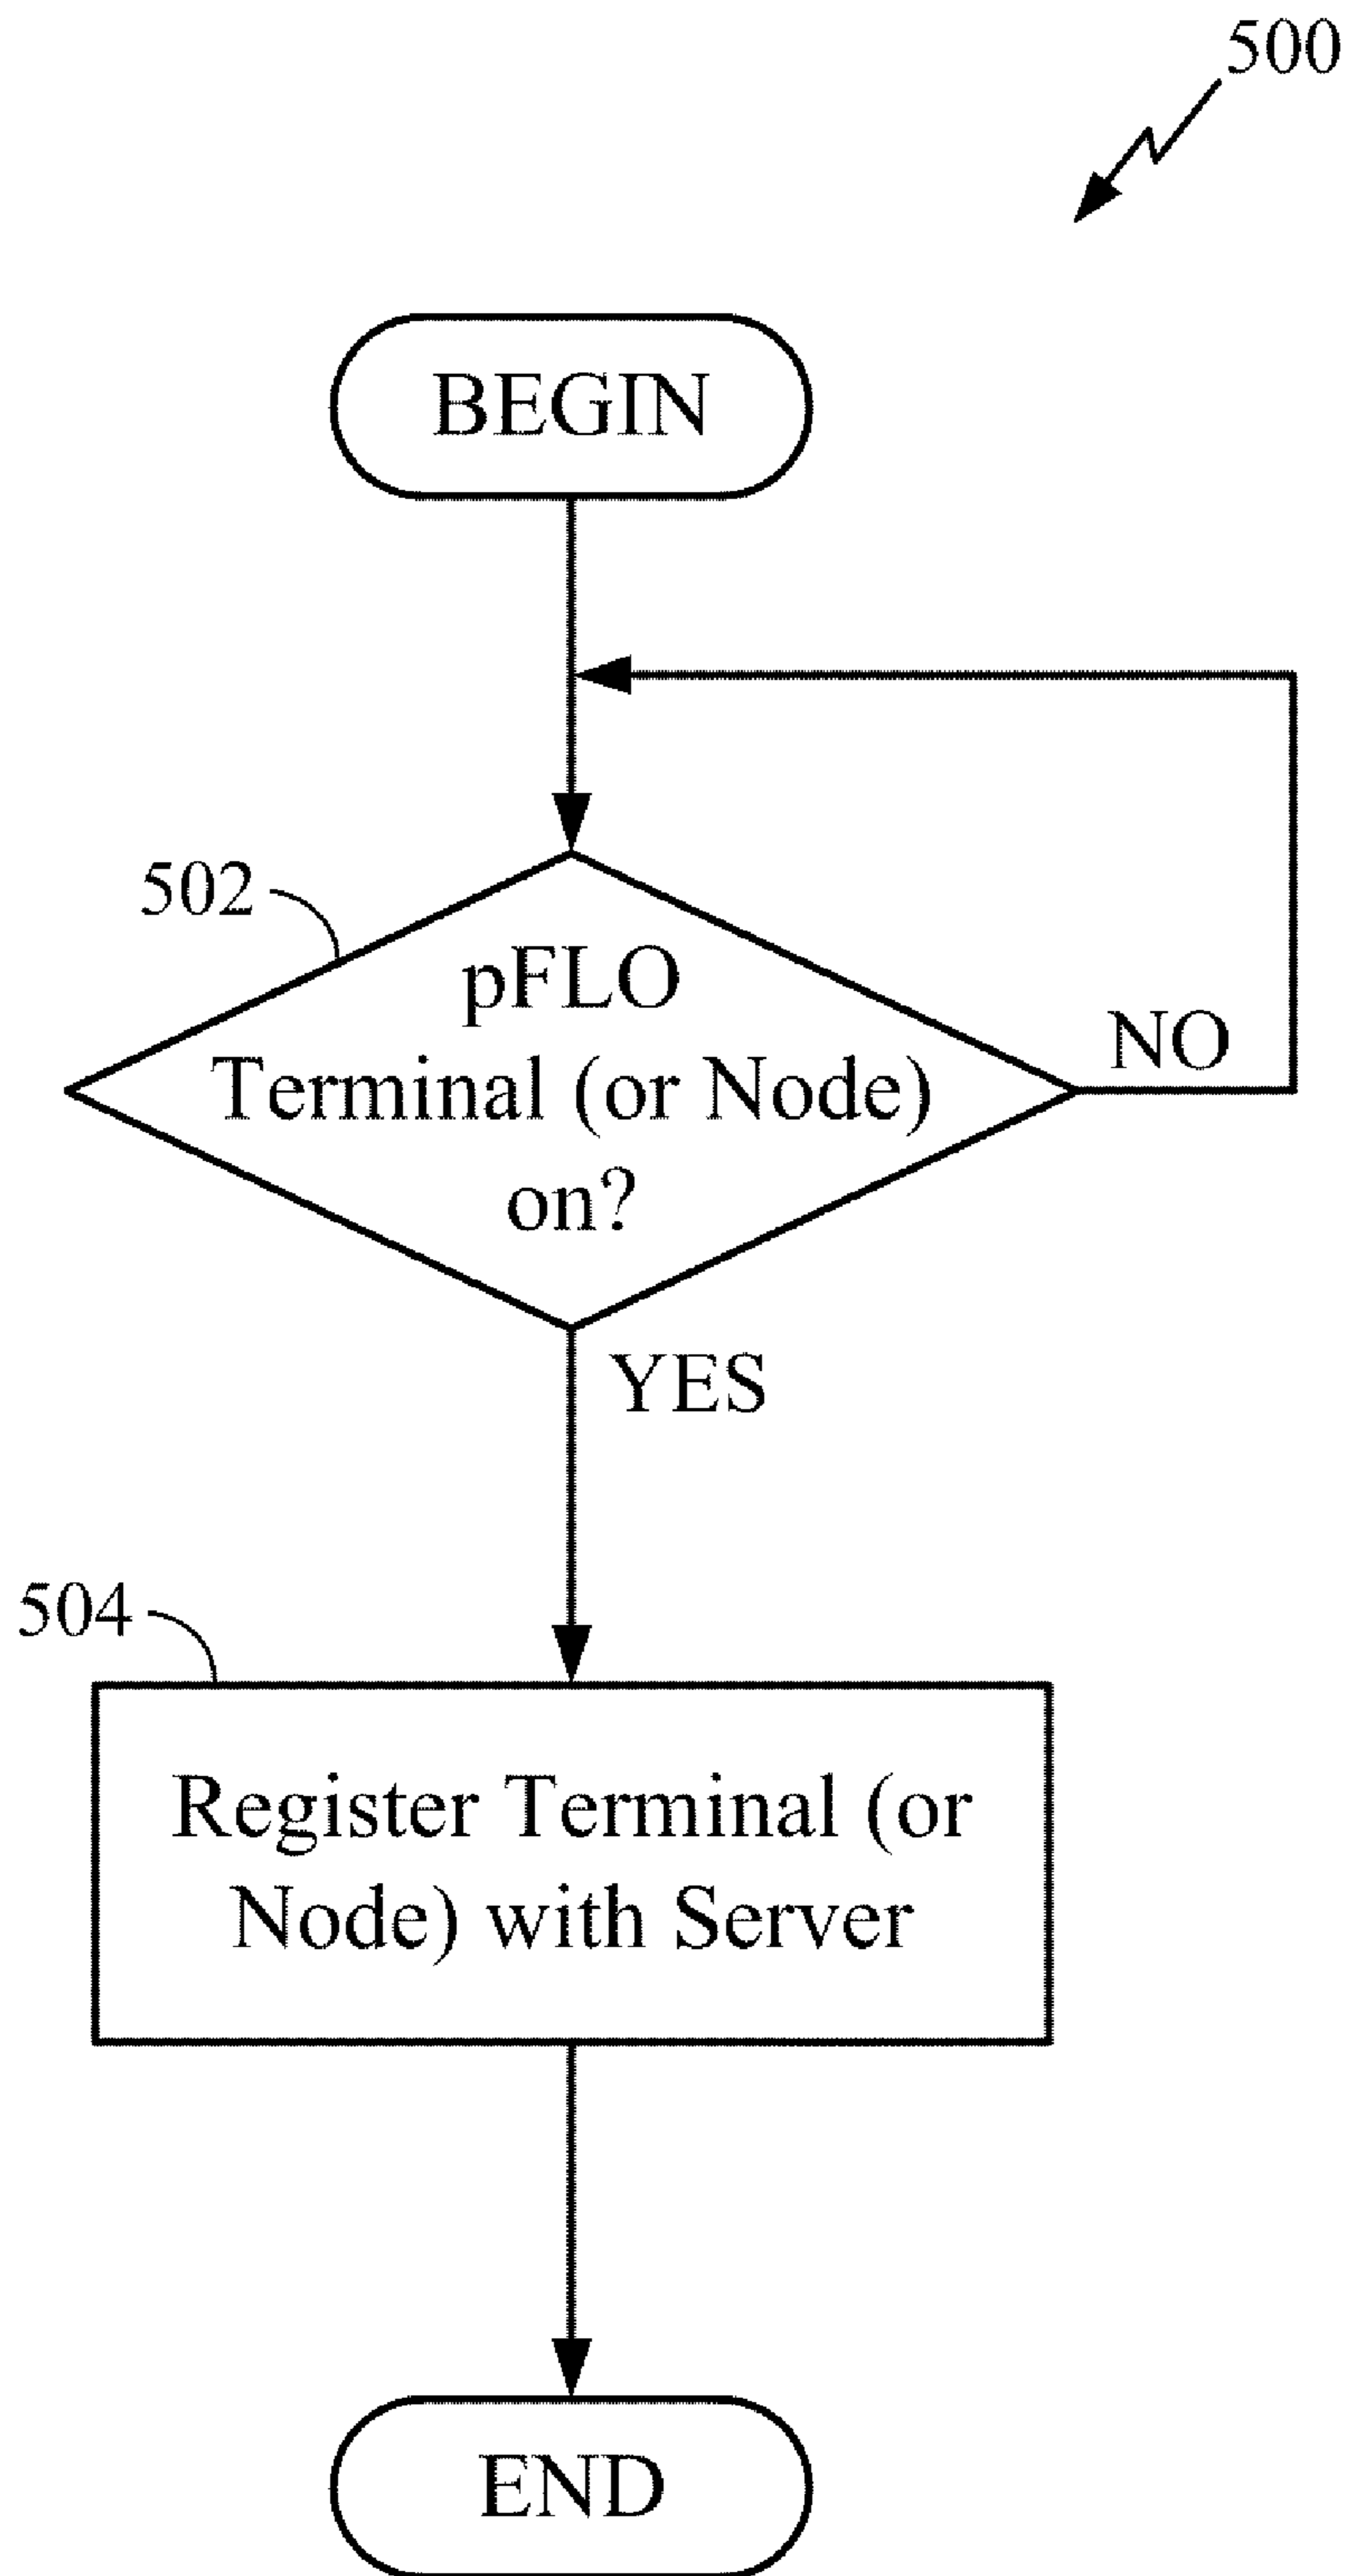 500
BEGIN
502
pFLO
Terminal (or Node)
on?
NO
YES
504
Register Terminal (or
Node) with Server
END